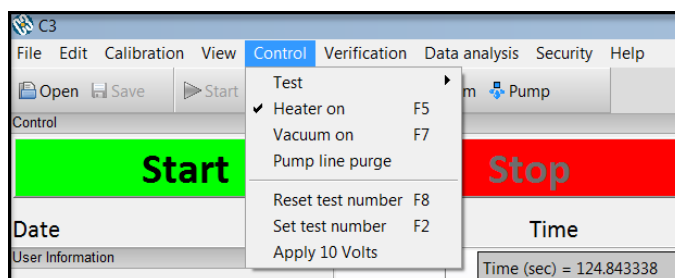 C3
File Edit Calibration View Control Verification Data analysis Security Help
Open Save Start m Pump
Control
Test
Heater on F5
Vacuum on F7
Pump line purge
Reset test number F8
Set test number F2
Apply 10 Volts
Start Stop
Date Time
User Information
Time (sec) = 124.843338